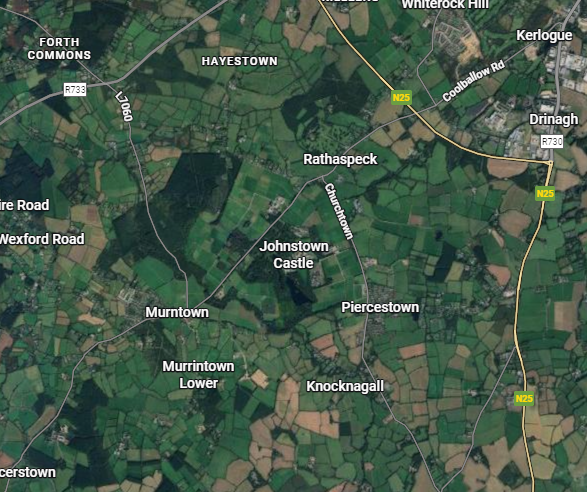 Whiterock Hill
Kerlogue
FORTH
COMMONS
HAYESTOWN
R733
L7060
N25
Coolballow Rd
Drinagh
R730
Rathaspeck
N25
Churchtown
ire Road
Wexford Road
Johnstown
Castle
Murntown
Piercestown
Murrintown
Lower
Knocknagall
N25
cerstown